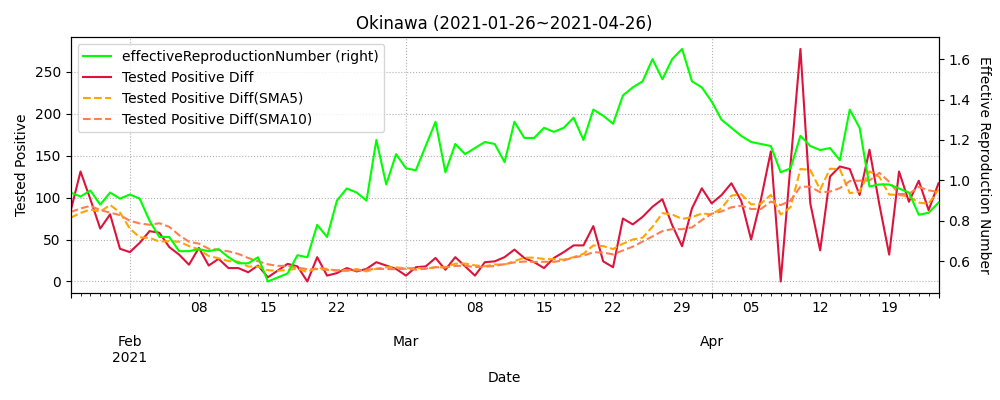 Okinawa (2021-01-26~2021-04-26)
effectiveReproductionNumber (right)
Tested Positive Diff
Tested Positive Diff(SMA5)
Tested Positive Diff(SMA10)
Tested Positive
250
200
150
100
50
0
1.6
1.4
1.2
1.0
0.8
0.6
Effective Reproduction Number
08 15 22 08 15 22 29 05 12 19
Feb Mar Apr
2021
Date